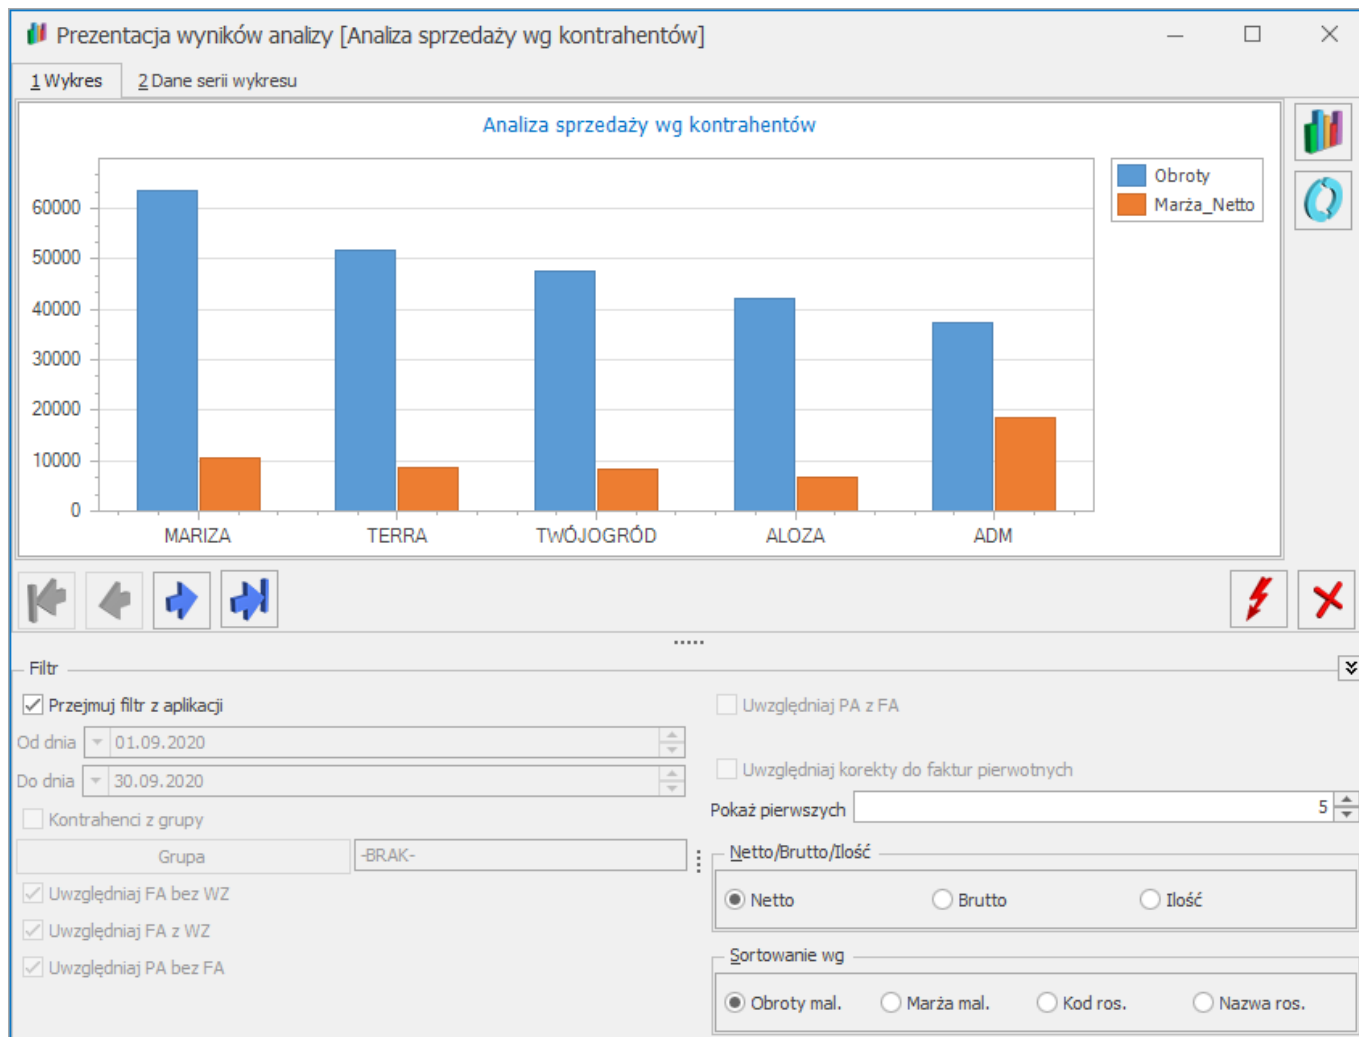 Prezentacja wyników analizy [Analiza sprzedaży wg kontrahentów]
1 Wykres
2 Dane serii wykresu
Analiza sprzedaży wg kontrahentów
Obroty
Marża_Netto
60000
50000
40000
30000
20000
10000
0
MARIZA
TERRA
TWÓJOGRÓD
ALOZA
ADM
Filtr
Przejmuj filtr z aplikacji
Od dnia
01.09.2020
Do dnia
30.09.2020
Kontrahenci z grupy
Grupa
-BRAK-
Uwzględniaj FA bez WZ
Uwzględniaj FA z WZ
Uwzględniaj PA bez FA
Uwzględniaj PA z FA
Uwzględniaj korekty do faktur pierwotnych
Pokaż pierwszych
5
Netto/Brutto/Ilość
Netto
Brutto
Ilość
Sortowanie wg
Obroty mal.
Marża mal.
Kod ros.
Nazwa ros.